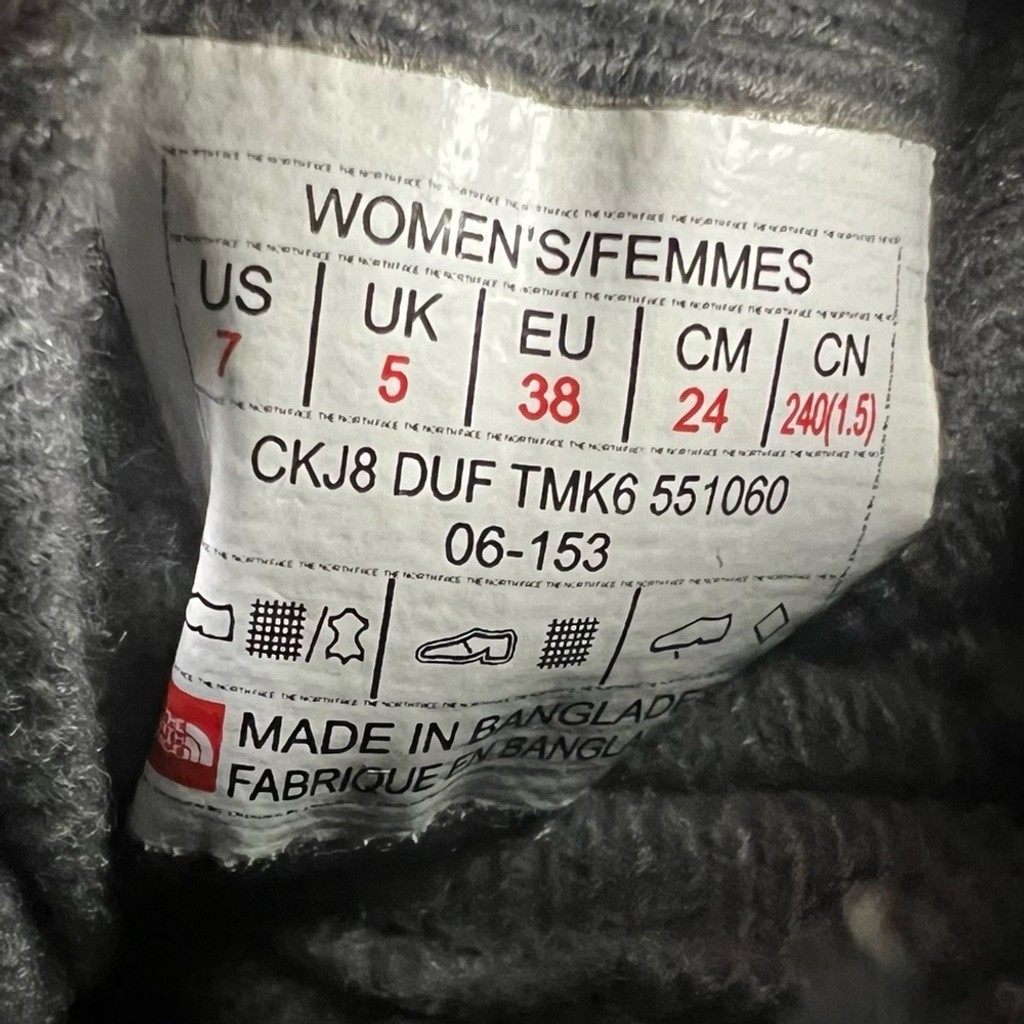 WOMEN'S/FEMMES
US UK EU CM CN
7 5 38 24 240(1.5)
CKJ8 DUF TMK6 551060
06-153
MADE IN BANGLADE
FABRIQUE EN BANGLA